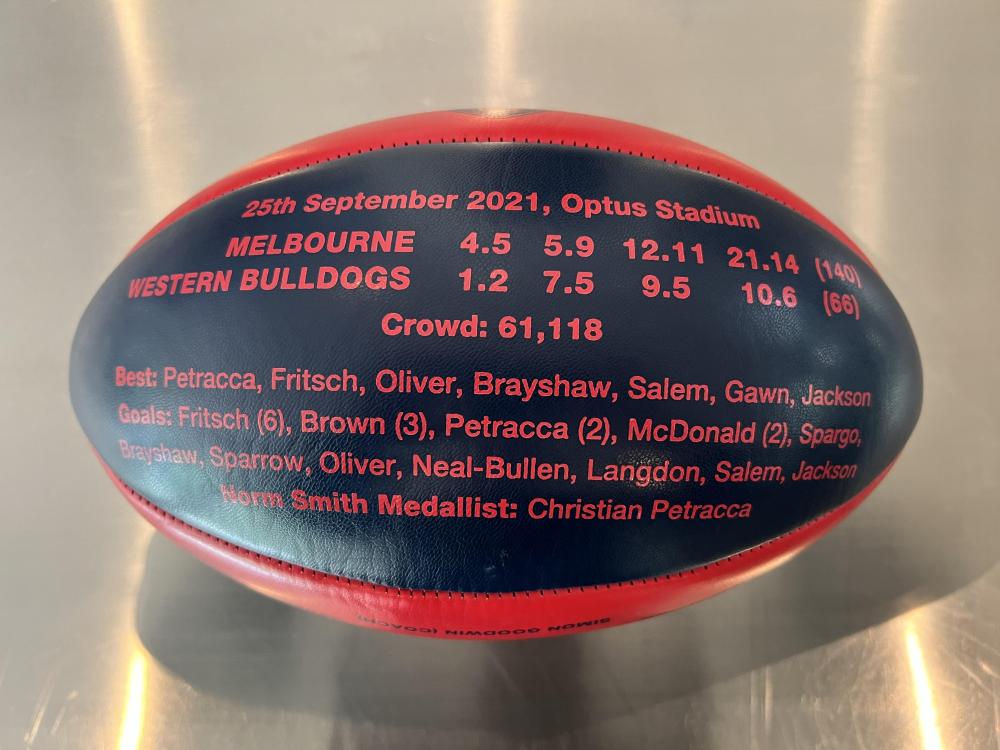 25th September 2021, Optus Stadium
MELBOURNE 4.5 5.9 12.11 21.14 (140)
WESTERN BULLDOGS 1.2 7.5 9.5 10.6 (66)
Crowd: 61,118
Best: Petracca, Fritsch, Oliver, Brayshaw, Salem, Gawn, Jackson
Goals: Fritsch (6), Brown (3), Petracca (2), McDonald (2), Spargo,
Brayshaw, Sparrow, Oliver, Neal-Bullen, Langdon, Salem, Jackson
Norm Smith Medallist: Christian Petracca
SIMON GOODWIN (COACH)